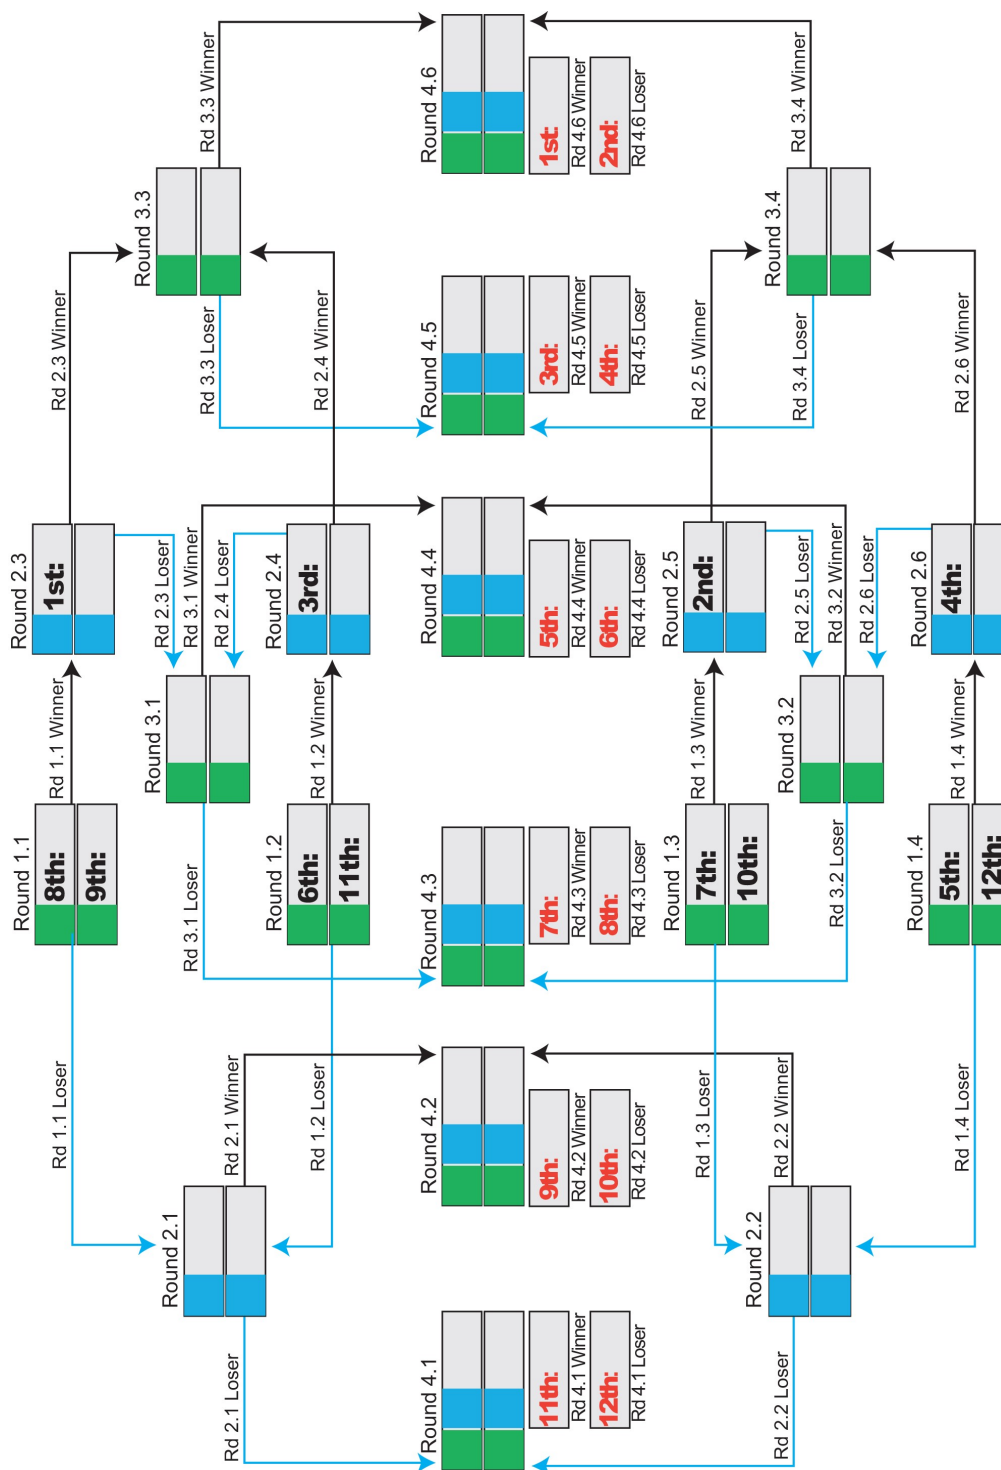 Round 1.1
8th:
9th:
Rd 1.1 Winner
Rd 1.1 Loser
Round 2.3
1st:
Rd 2.3 Winner
Rd 2.3 Loser
Round 3.1
Rd 3.1 Winner
Rd 3.1 Loser
Rd 2.4 Loser
Round 1.2
6th:
11th:
Rd 1.2 Winner
Rd 1.2 Loser
Round 2.4
3rd:
Rd 2.4 Winner
Round 3.3
Rd 3.3 Winner
Rd 3.3 Loser
Round 2.1
Rd 2.1 Winner
Rd 2.1 Loser
Round 4.1
11th:
Rd 4.1 Winner
12th:
Rd 4.1 Loser
Round 4.2
9th:
Rd 4.2 Winner
10th:
Rd 4.2 Loser
Round 4.3
7th:
Rd 4.3 Winner
8th:
Rd 4.3 Loser
Round 4.4
5th:
Rd 4.4 Winner
6th:
Rd 4.4 Loser
Round 4.5
3rd:
Rd 4.5 Winner
4th:
Rd 4.5 Loser
Round 4.6
1st:
Rd 4.6 Winner
2nd:
Rd 4.6 Loser
Round 1.3
7th:
10th:
Rd 1.3 Winner
Rd 1.3 Loser
Round 2.5
2nd:
Rd 2.5 Winner
Rd 2.5 Loser
Round 3.2
Rd 3.2 Winner
Rd 3.2 Loser
Rd 2.6 Loser
Round 3.4
Rd 3.4 Winner
Rd 3.4 Loser
Round 2.2
Rd 2.2 Winner
Rd 2.2 Loser
Round 1.4
5th:
12th:
Rd 1.4 Winner
Rd 1.4 Loser
Round 2.6
4th:
Rd 2.6 Winner